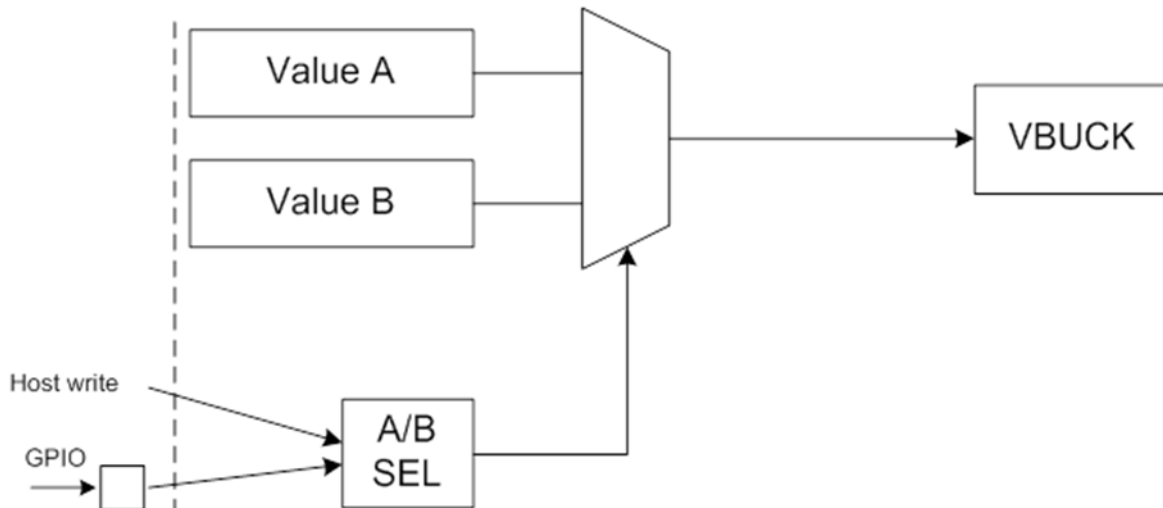 Value A
VBUCK
Value B
Host write
A/B
SEL
GPIO